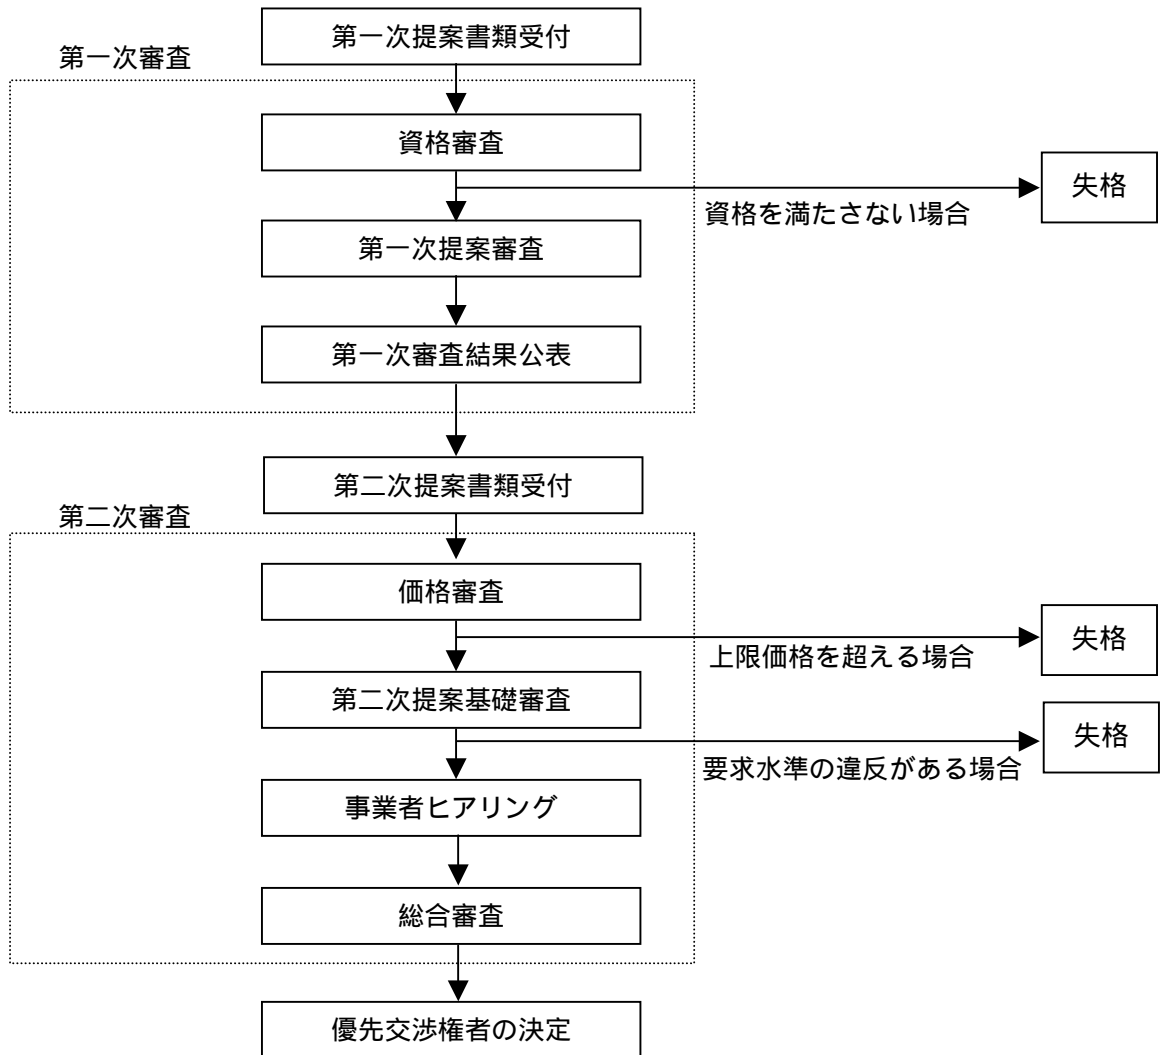 第一次提案書類受付
第一次審査
資格審査
失格
資格を満たさない場合
第一次提案審査
第一次審査結果公表
第二次提案書類受付
第二次審査
価格審査
失格
上限価格を超える場合
第二次提案基礎審査
失格
要求水準の違反がある場合
事業者ヒアリング
総合審査
優先交渉権者の決定